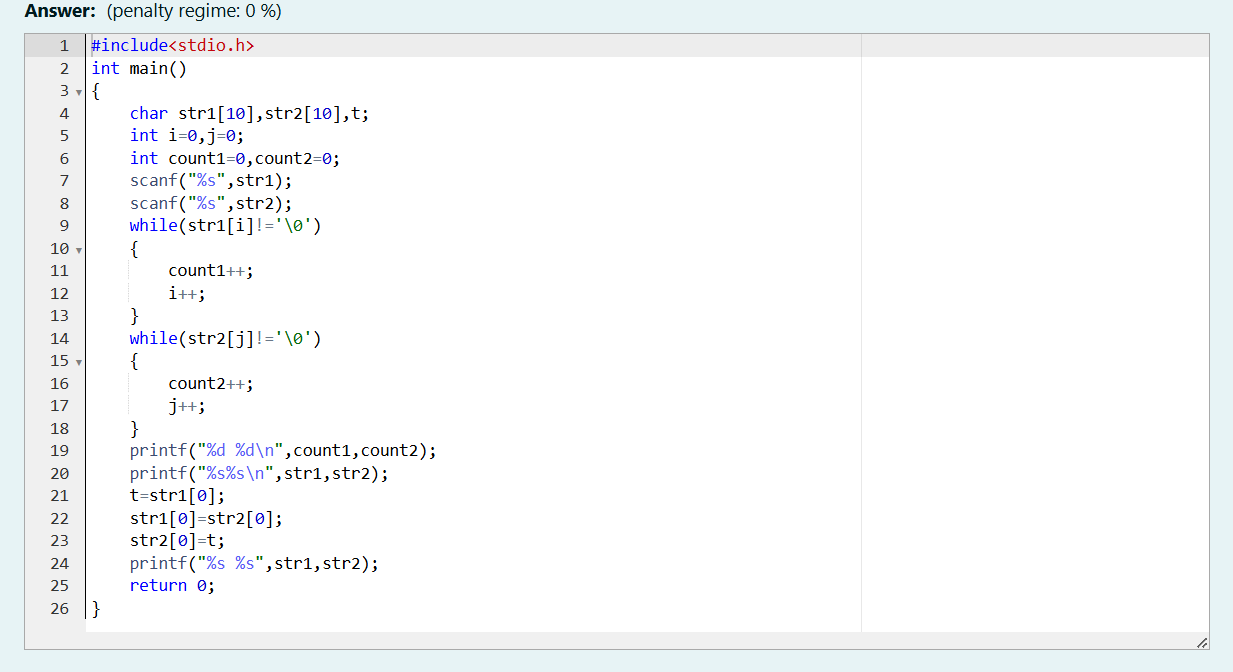 Answer: (penalty regime: 0 %)
1 #include<stdio.h>
2 int main()
3 {
4     char str1[10],str2[10],t;
5     int i=0,j=0;
6     int count1=0,count2=0;
7     scanf("%s",str1);
8     scanf("%s",str2);
9     while(str1[i]!='\0')
10     {
11         count1++;
12         i++;
13     }
14     while(str2[j]!='\0')
15     {
16         count2++;
17         j++;
18     }
19     printf("%d %d\n",count1,count2);
20     printf("%s%s\n",str1,str2);
21     t=str1[0];
22     str1[0]=str2[0];
23     str2[0]=t;
24     printf("%s %s",str1,str2);
25     return 0;
26 }